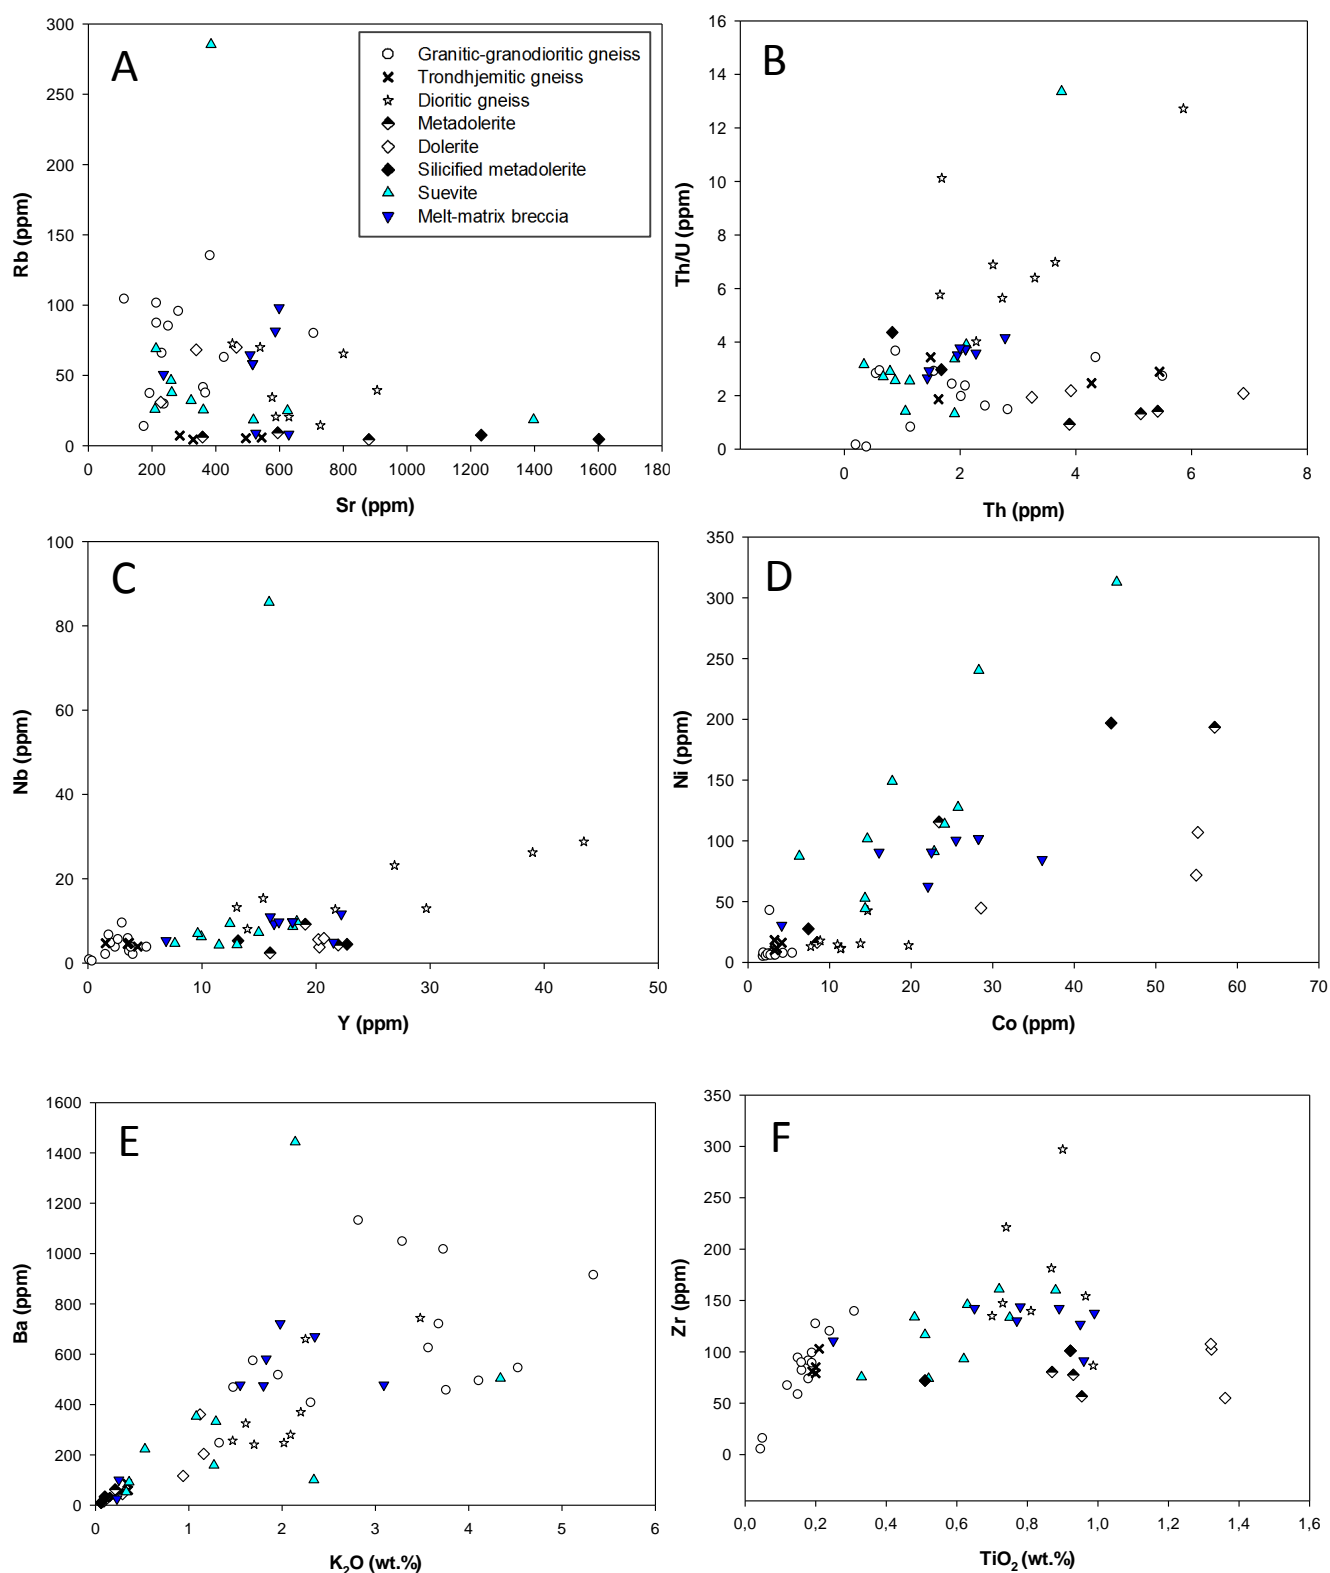 A
300
250
200
150
100
50
0
Rb (ppm)
0 200 400 600 800 1000 1200 1400 1600 1800
Sr (ppm)
Granitic-granodioritic gneiss
Trondhjemitic gneiss
Dioritic gneiss
Metadolerite
Dolerite
Silicified metadolerite
Suevite
Melt-matrix breccia
B
16
14
12
10
8
6
4
2
0
Th/U (ppm)
0 2 4 6 8
Th (ppm)
C
100
80
60
40
20
0
Nb (ppm)
0 10 20 30 40 50
Y (ppm)
D
350
300
250
200
150
100
50
0
Ni (ppm)
0 10 20 30 40 50 60 70
Co (ppm)
E
1600
1400
1200
1000
800
600
400
200
0
Ba (ppm)
0 1 2 3 4 5 6
K₂O (wt.%)
F
350
300
250
200
150
100
50
0
Zr (ppm)
0,0 0,2 0,4 0,6 0,8 1,0 1,2 1,4 1,6
TiO₂ (wt.%)